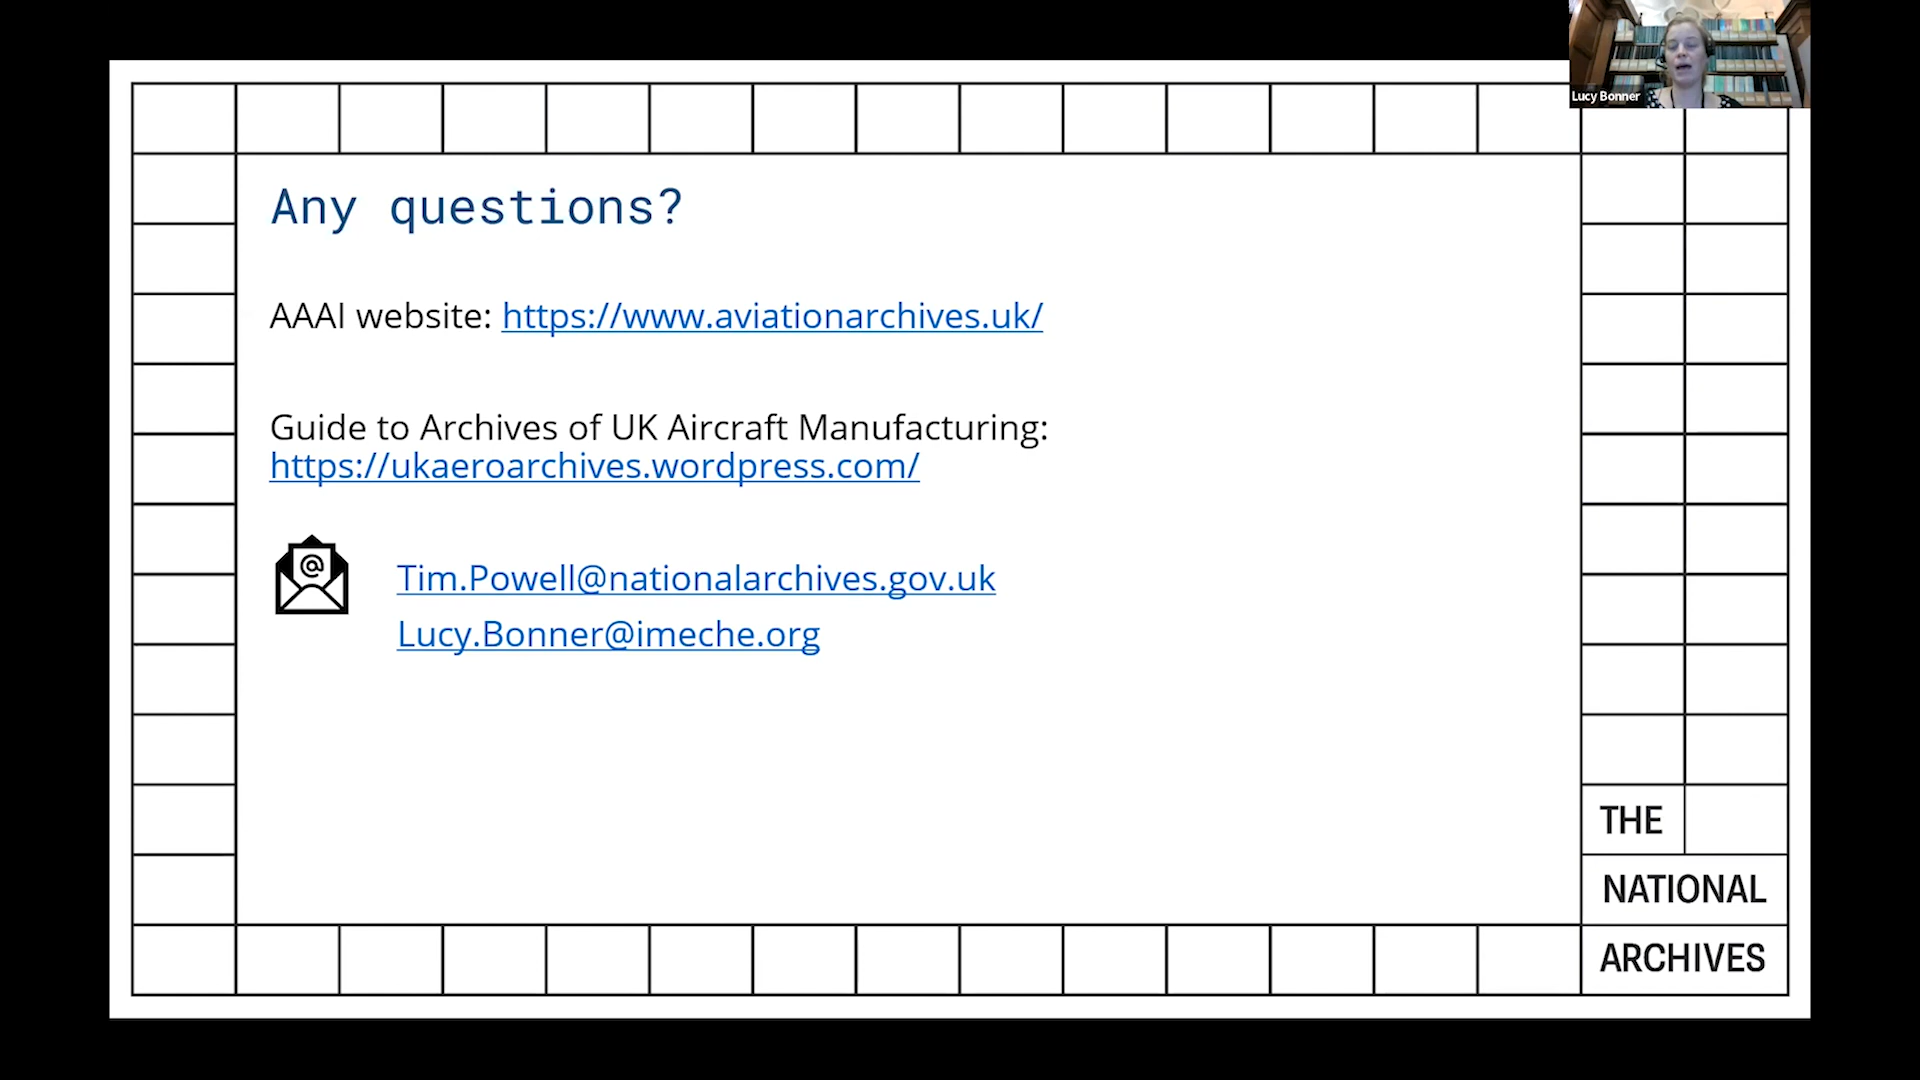 Lucy Bonner
Any questions?
AAAI website: https://www.aviationarchives.uk/
Guide to Archives of UK Aircraft Manufacturing:
https://ukaeroarchives.wordpress.com/
@
Tim.Powell@nationalarchives.gov.uk
Lucy.Bonner@imeche.org
THE
NATIONAL
ARCHIVES